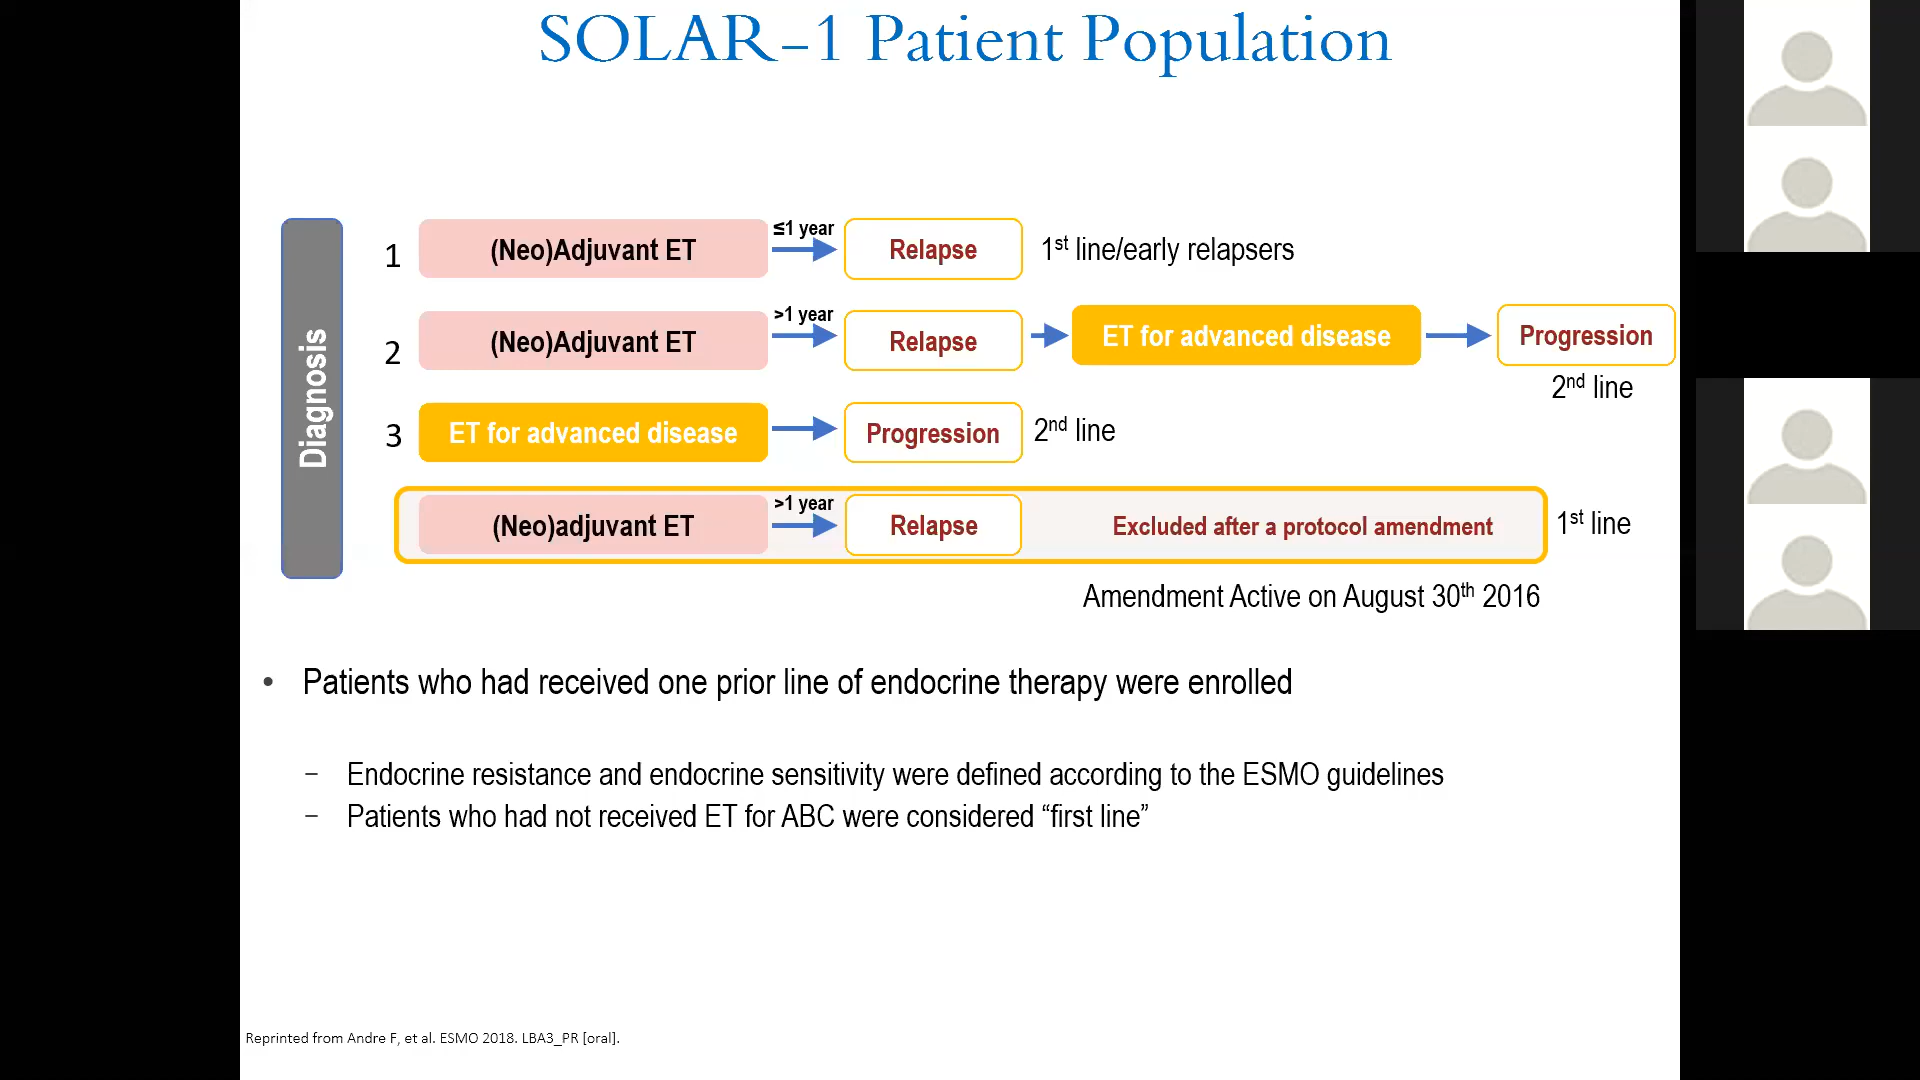 SOLAR-1 Patient Population
Diagnosis
1 (Neo)Adjuvant ET ≤1 year Relapse 1st line/early relapsers
2 (Neo)Adjuvant ET >1 year Relapse ET for advanced disease Progression
2nd line
3 ET for advanced disease Progression 2nd line
(Neo)adjuvant ET >1 year Relapse Excluded after a protocol amendment 1st line
Amendment Active on August 30th 2016
• Patients who had received one prior line of endocrine therapy were enrolled
− Endocrine resistance and endocrine sensitivity were defined according to the ESMO guidelines
− Patients who had not received ET for ABC were considered “first line”
Reprinted from Andre F, et al. ESMO 2018. LBA3_PR [oral].